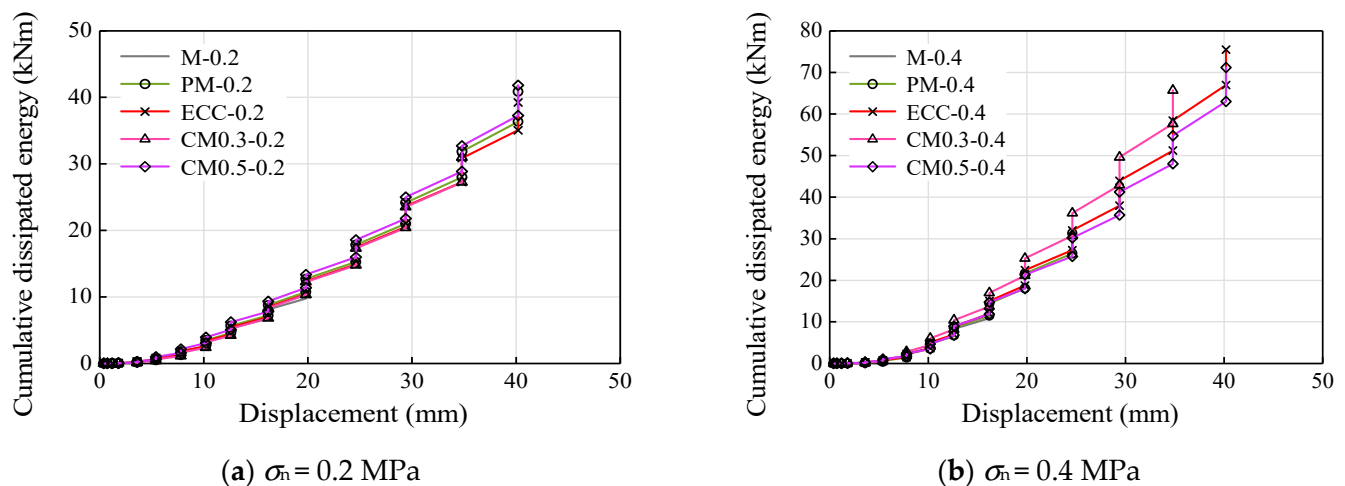 Cumulative dissipated energy (kNm)
50
40
30
20
10
0
M-0.2
PM-0.2
ECC-0.2
CM0.3-0.2
CM0.5-0.2
0 10 20 30 40 50
Displacement (mm)
(a) σn = 0.2 MPa
Cumulative dissipated energy (kNm)
80
70
60
50
40
30
20
10
0
M-0.4
PM-0.4
ECC-0.4
CM0.3-0.4
CM0.5-0.4
0 10 20 30 40 50
Displacement (mm)
(b) σn = 0.4 MPa